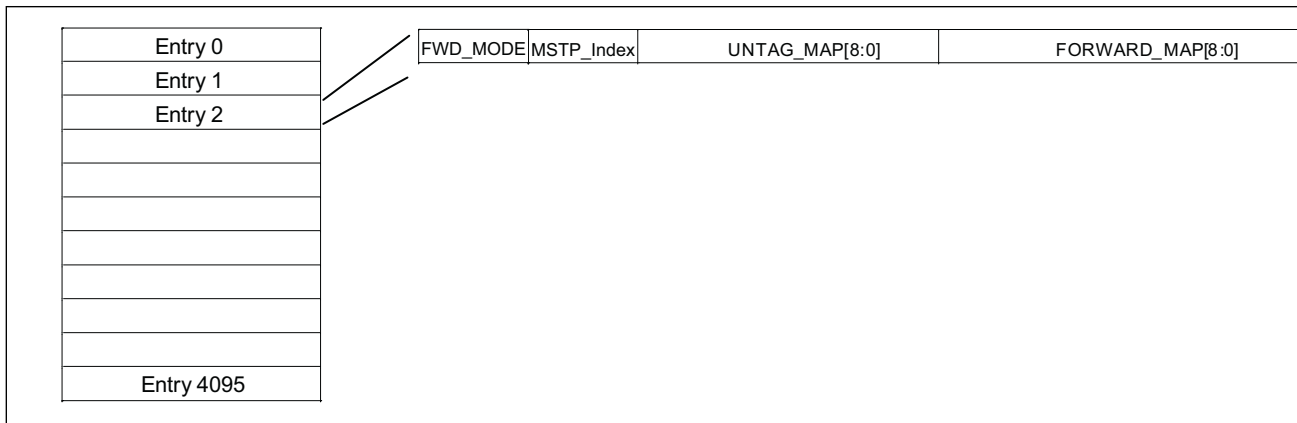 Entry 0
FWD_MODE MSTP_Index UNTAG_MAP[8:0] FORWARD_MAP[8:0]
Entry 1
Entry 2
Entry 4095